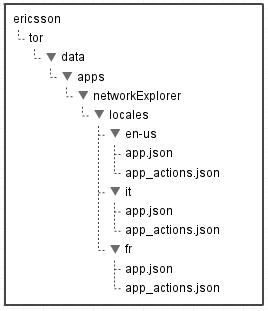 ericsson
tor
data
apps
networkExplorer
locales
en-us
app.json
app_actions.json
it
app.json
app_actions.json
fr
app.json
app_actions.json